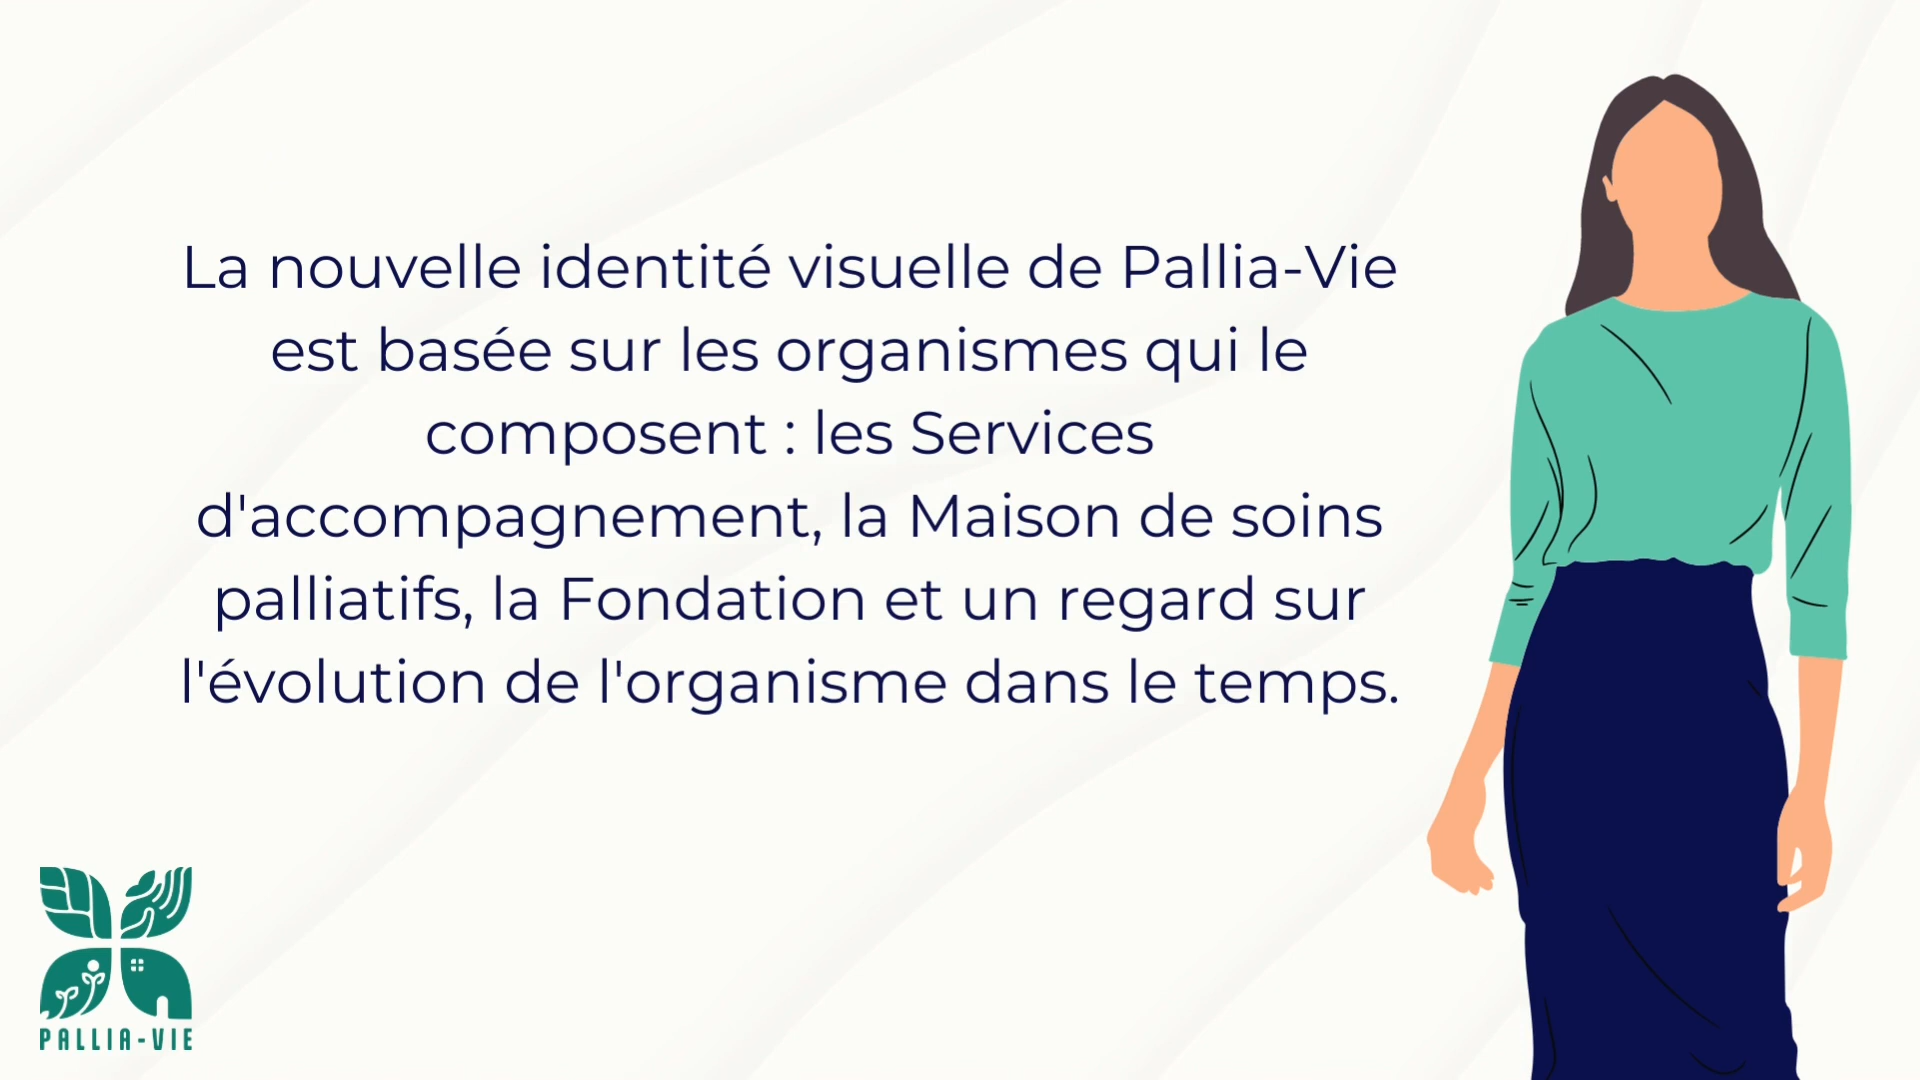 La nouvelle identité visuelle de Pallia-Vie
est basée sur les organismes qui le
composent : les Services
d'accompagnement, la Maison de soins
palliatifs, la Fondation et un regard sur
l'évolution de l'organisme dans le temps.
PALLIA-VIE